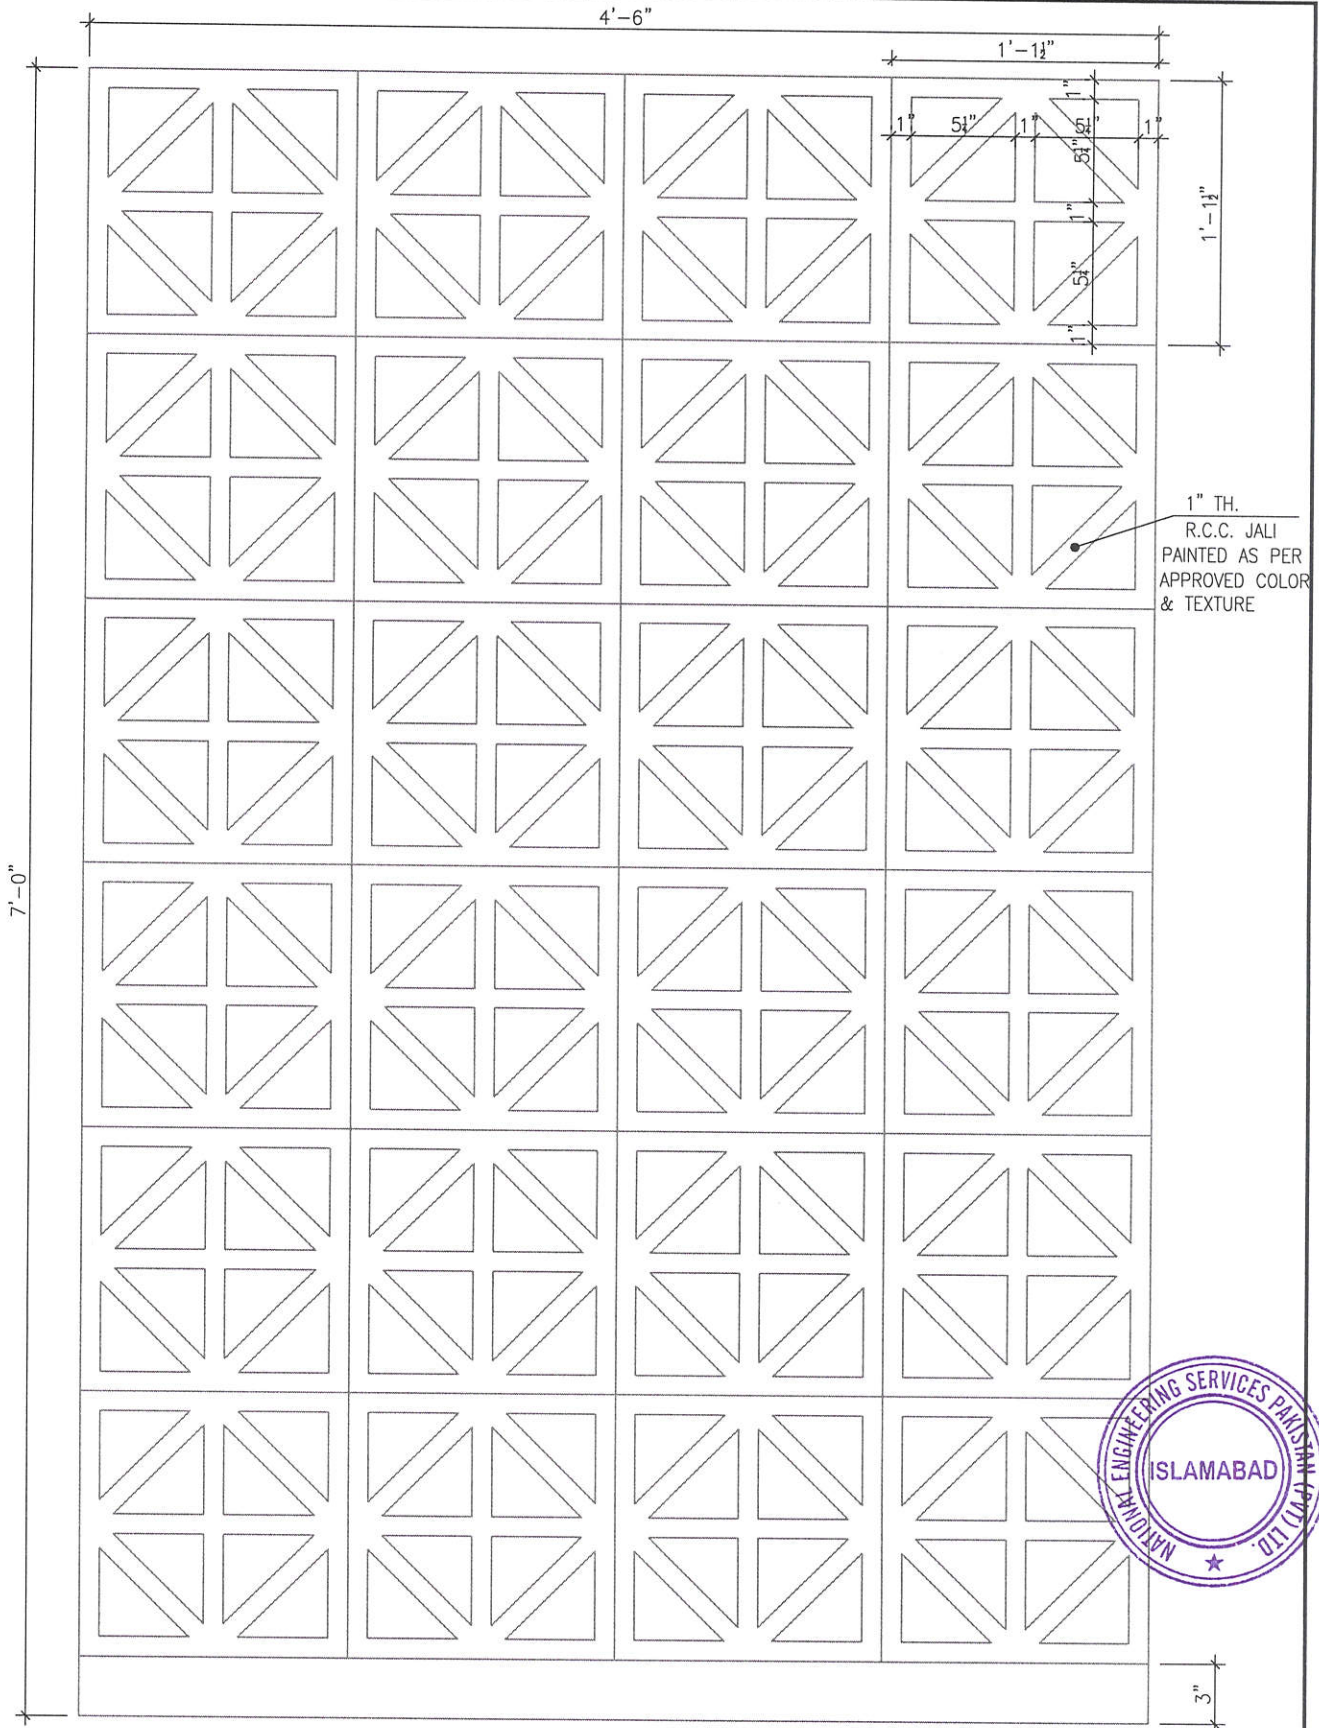 4'-6"
1'-1½"
1"
1" 5¼" 1" 5¼" 1"
5¼"
1"
5¼"
1"
1'-1½"
7'-0"
1" TH.
R.C.C. JALI
PAINTED AS PER
APPROVED COLOR
& TEXTURE
NATIONAL ENGINEERING SERVICES PAKISTAN (PVT) LTD.
ISLAMABAD
3"